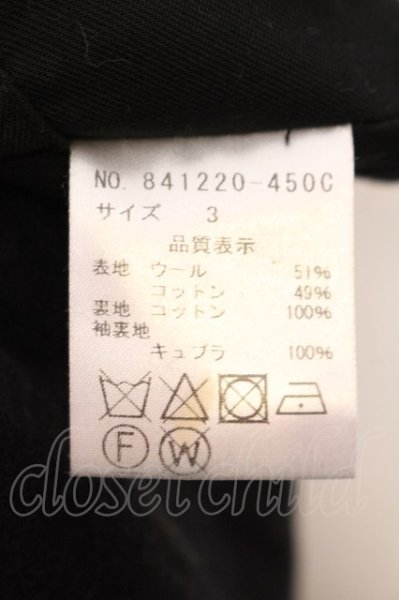 NO. 841220-450C
サイズ 3
品質表示
表地 ウール 51%
コットン 49%
裏地 コットン 100%
袖裏地
キュプラ 100%
F W
closet child